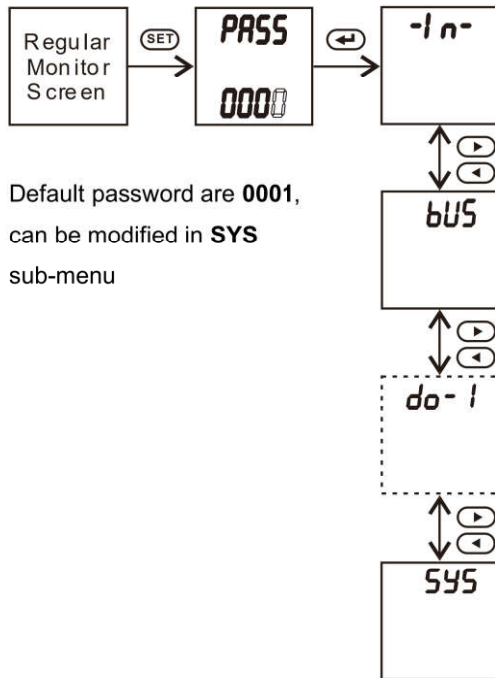 Regular
Monitor
Screen
SET
PASS
0000
-In-
Default password are 0001,
can be modified in SYS
sub-menu
bUS
do-1
SYS